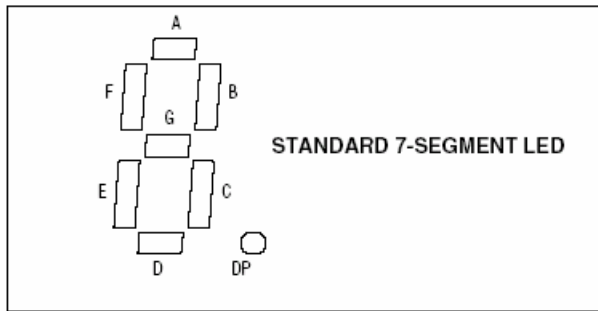 A
F B
G
STANDARD 7-SEGMENT LED
E C
D DP